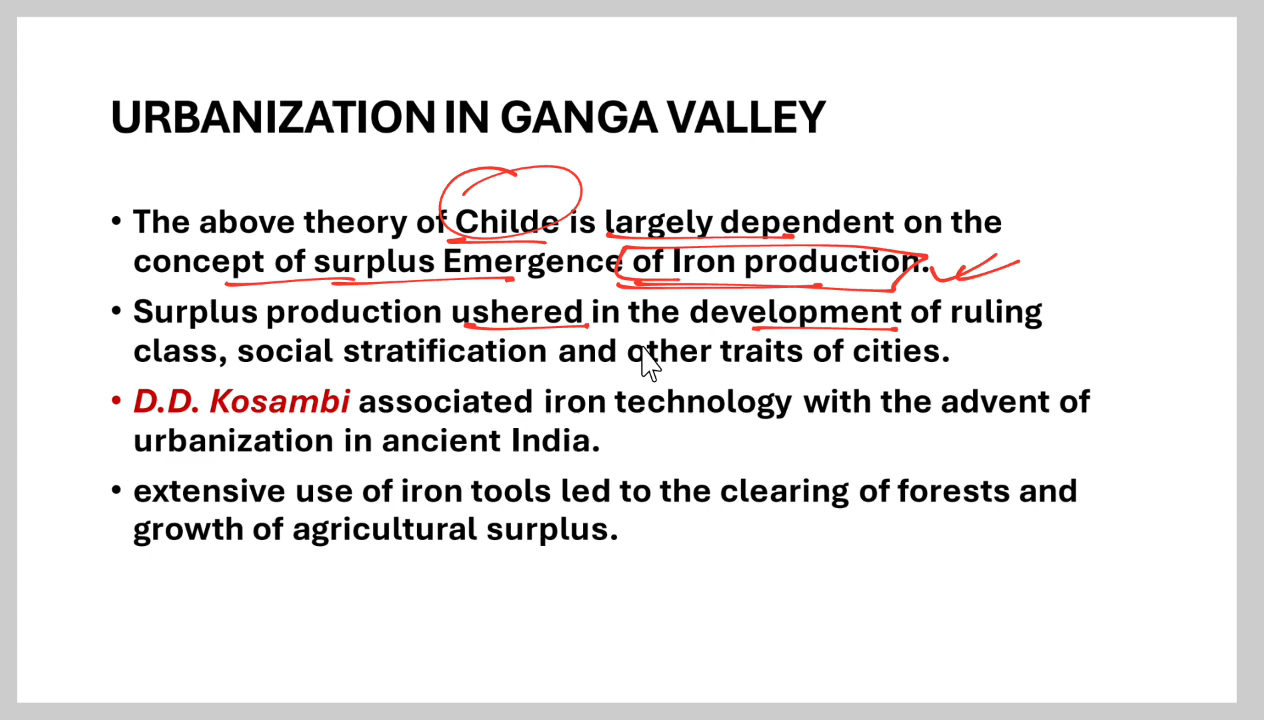 URBANIZATION IN GANGA VALLEY
• The above theory of Childe is largely dependent on the
concept of surplus Emergence of Iron production.
• Surplus production ushered in the development of ruling
class, social stratification and other traits of cities.
• D.D. Kosambi associated iron technology with the advent of
urbanization in ancient India.
• extensive use of iron tools led to the clearing of forests and
growth of agricultural surplus.